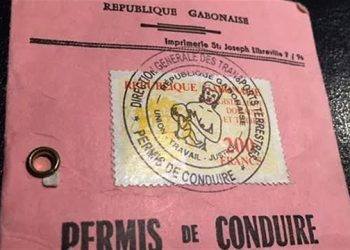 REPUBLIQUE GABONAISE
Imprimerie St. Joseph Libreville
DIRECTION GENERALE DES TRANSPORTS TERRESTRES
REPUBLIQUE GABONAISE
REPUBLIQUE
UNION - TRAVAIL - JUSTICE
200
FRANCS
PERMIS DE CONDUIRE
PERMIS DE CONDUIRE